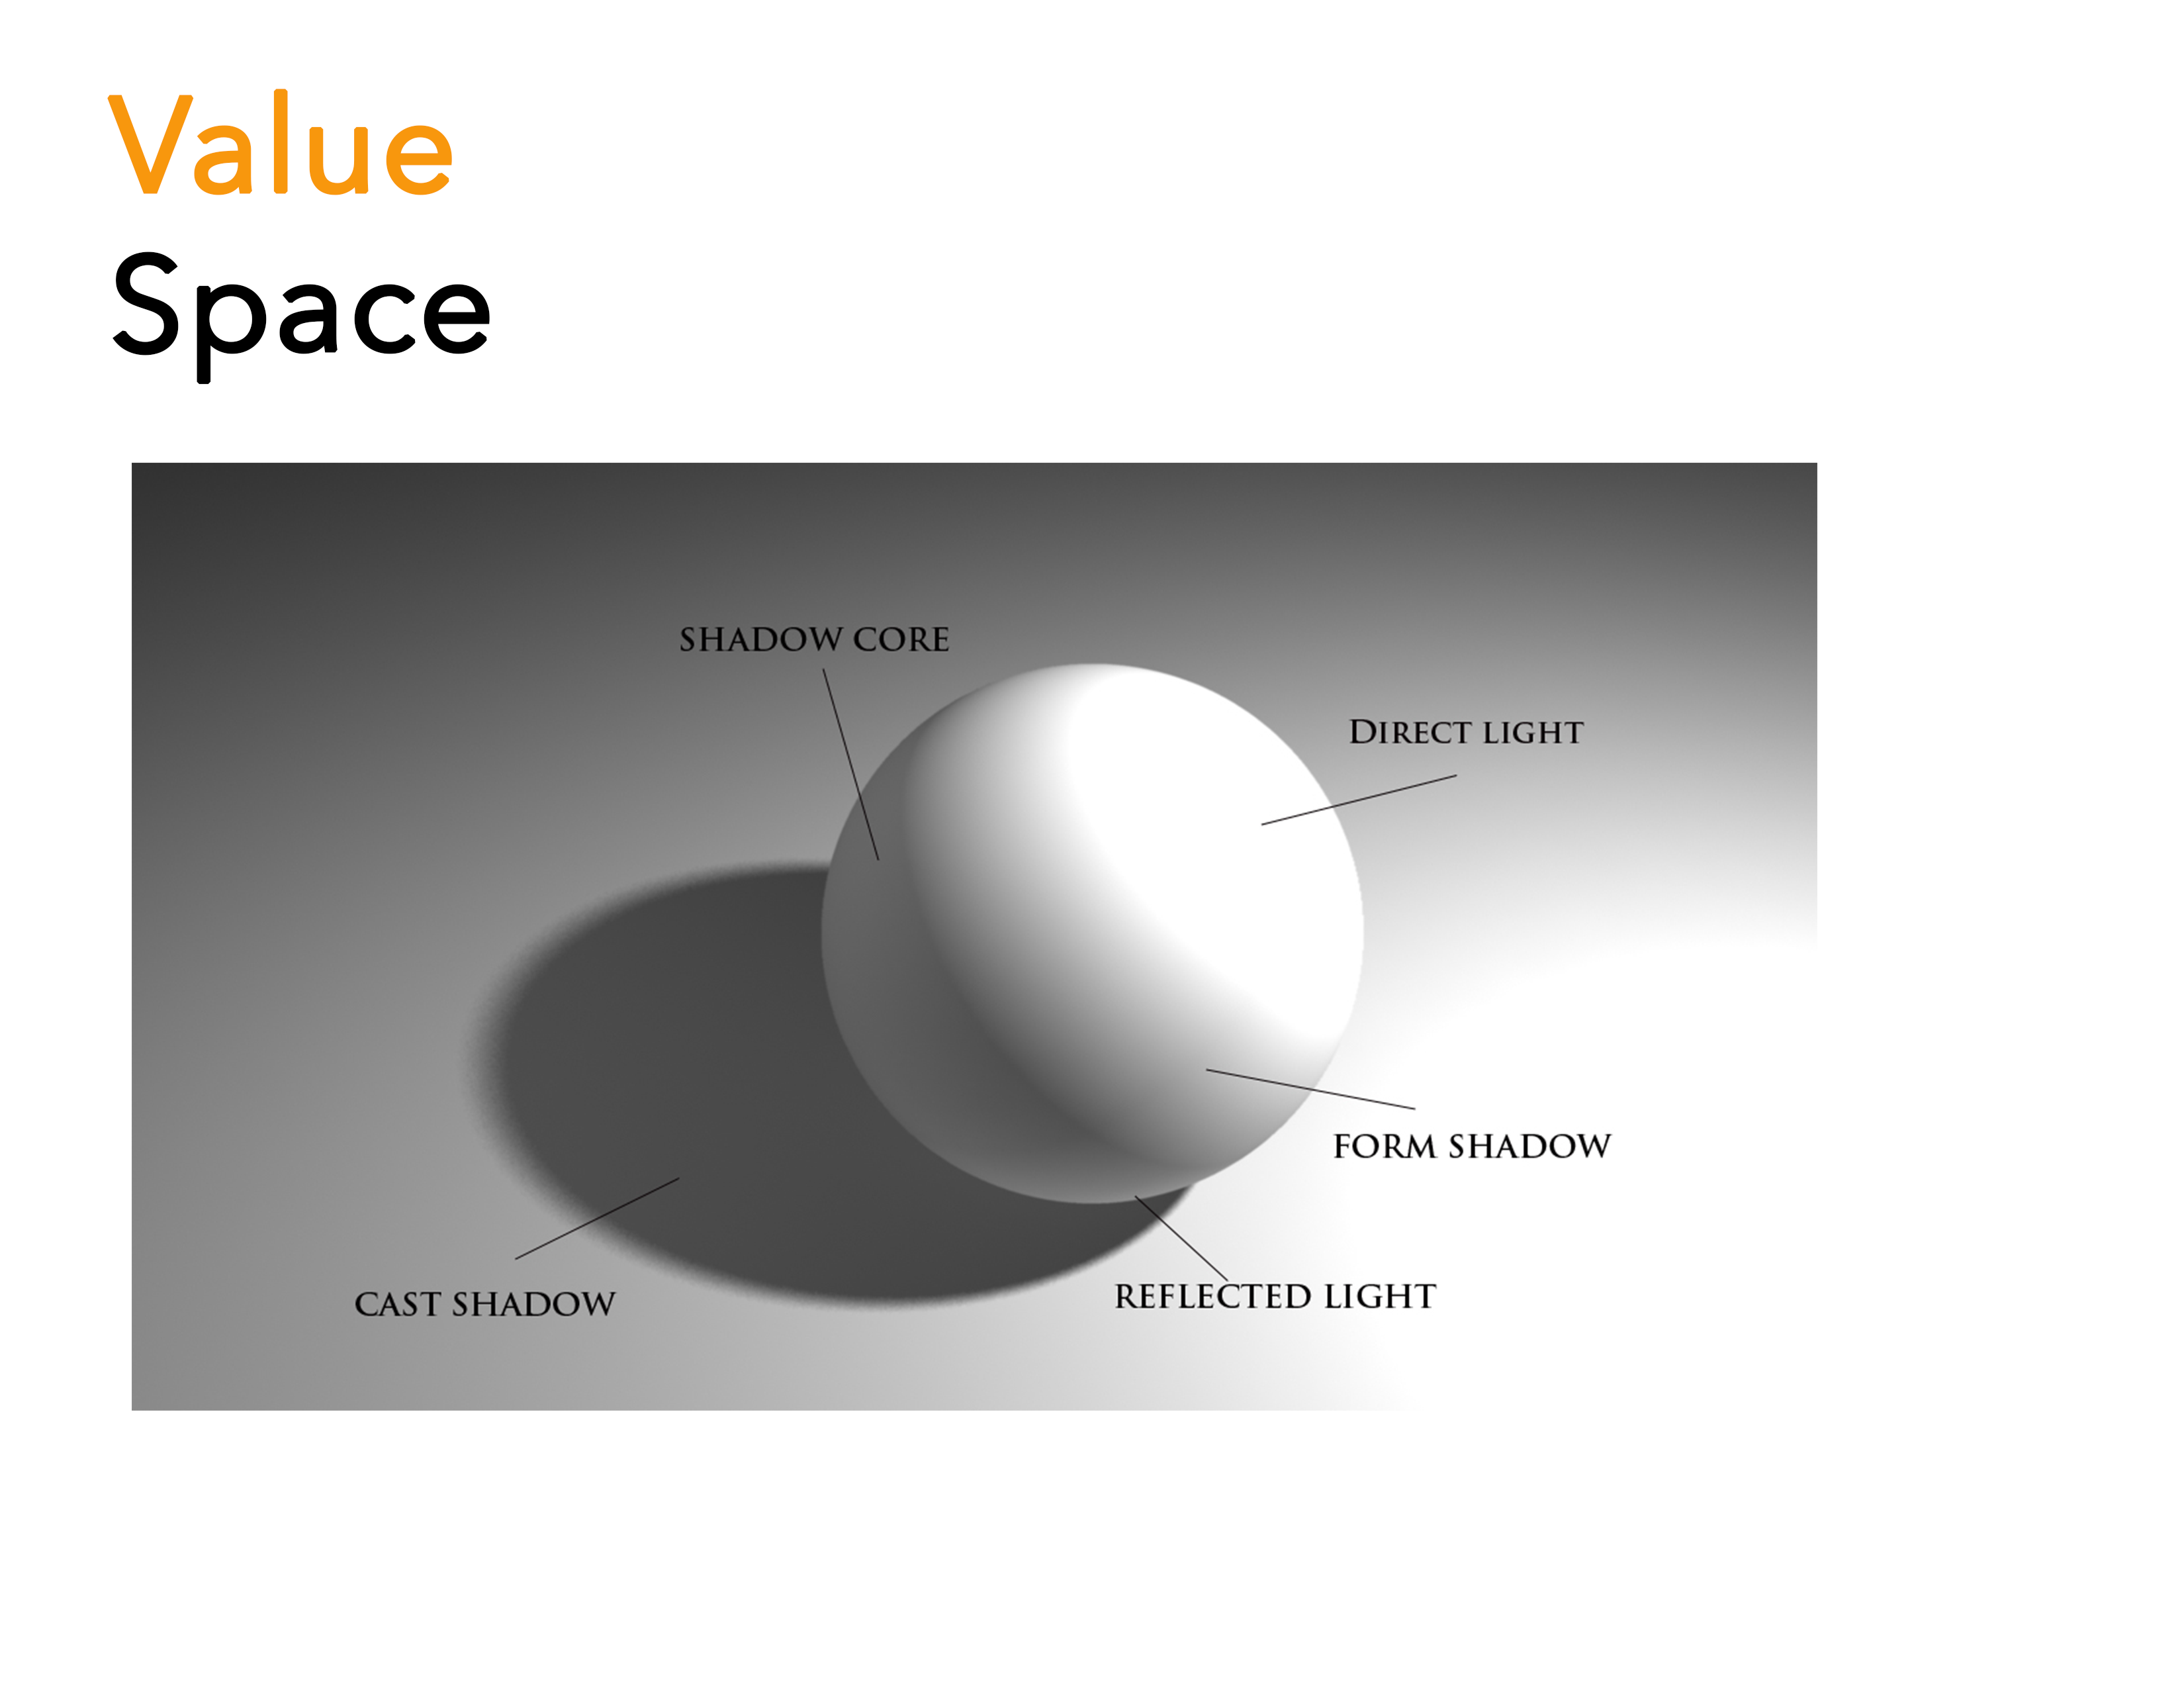 Value
Space
SHADOW CORE
DIRECT LIGHT
FORM SHADOW
REFLECTED LIGHT
CAST SHADOW